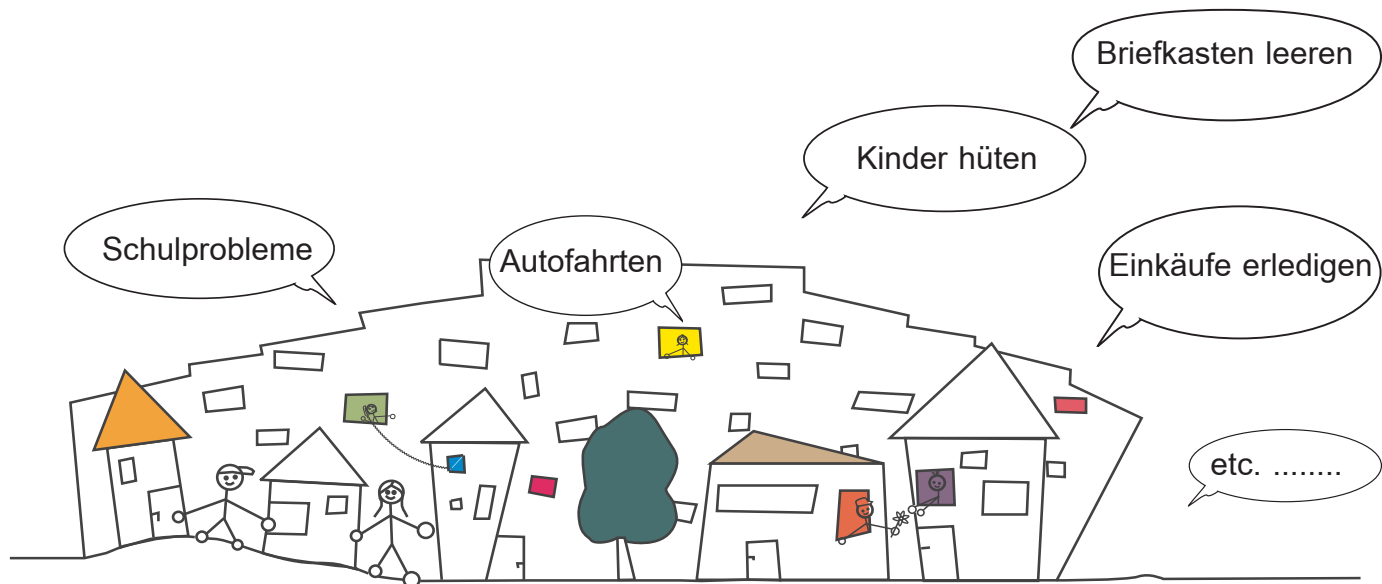 Briefkasten leeren
Kinder hüten
Schulprobleme
Autofahrten
Einkäufe erledigen
etc. ........